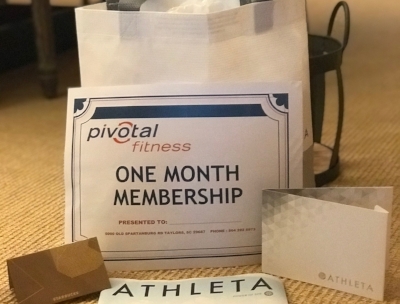 pivotal
fitness
ONE MONTH
MEMBERSHIP
PRESENTED TO:
ATHLETA
ATHLETA